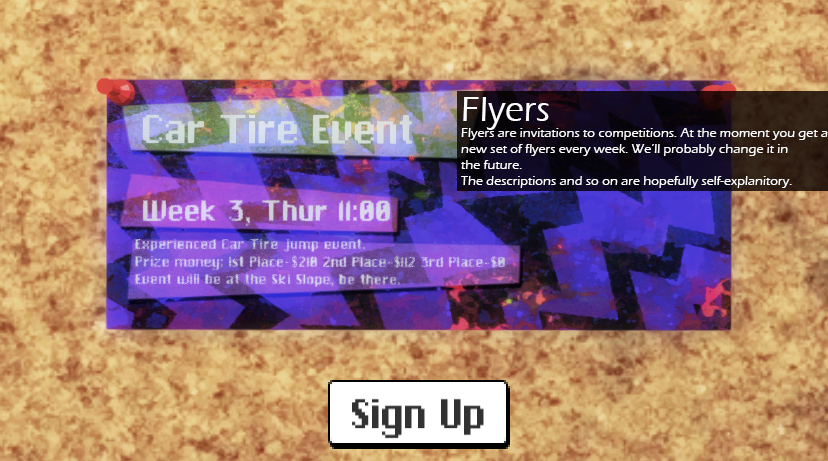 Car Tire Event
Week 3, Thur 11:00
Experienced Car Tire jump event.
Prize money: 1st Place-$210 2nd Place-$112 3rd Place-$0
Event will be at the Ski Slope, be there.
Flyers
Flyers are invitations to competitions. At the moment you get a
new set of flyers every week. We'll probably change it in
the future.
The descriptions and so on are hopefully self-explanitory.
Sign Up